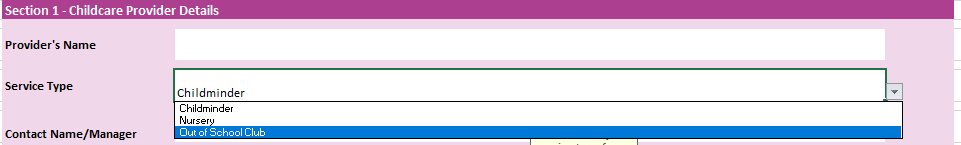 Section 1 - Childcare Provider Details
Provider's Name
Service Type
Childminder
Childminder
Nursery
Out of School Club
Contact Name/Manager